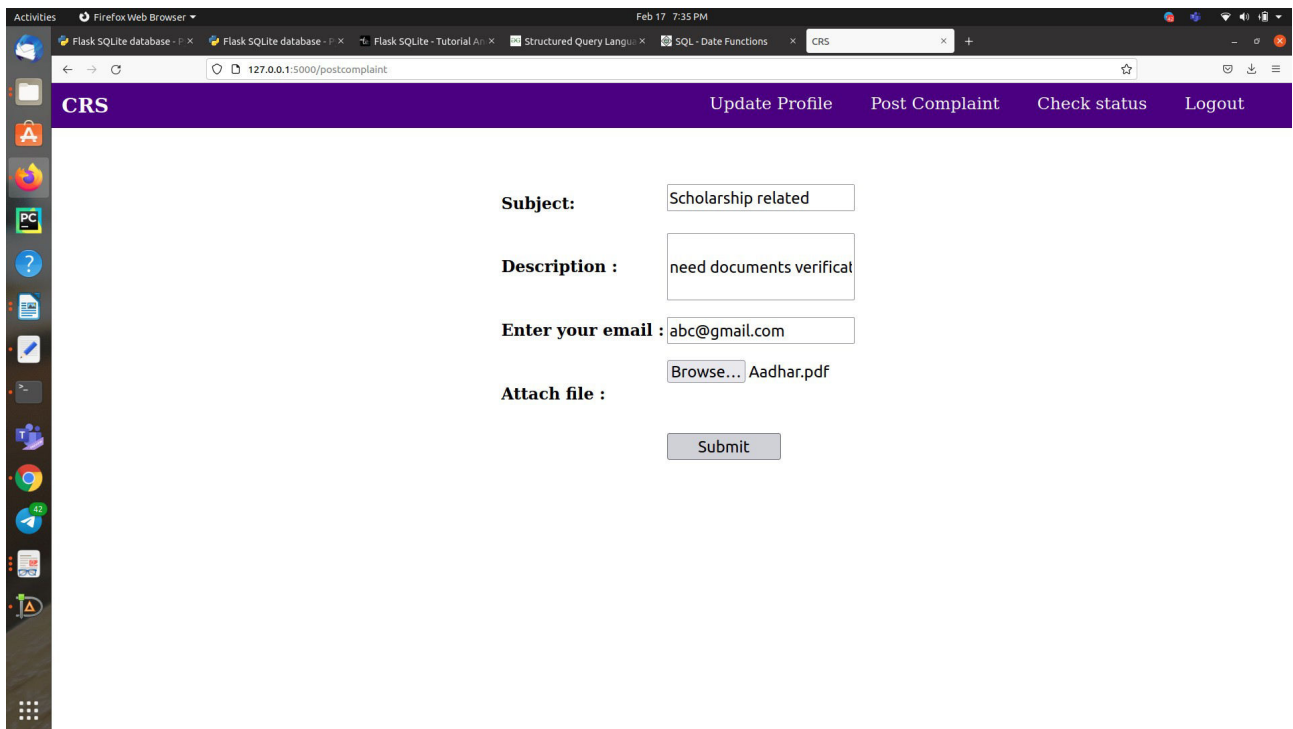 Activities Firefox Web Browser Feb 17 7:35 PM
Flask SQLite database - P Flask SQLite database - P Flask SQLite - Tutorial An Structured Query Langua SQL - Date Functions CRS
127.0.0.1:5000/postcomplaint
CRS Update Profile Post Complaint Check status Logout
Subject: Scholarship related
Description : need documents verificat
Enter your email : abc@gmail.com
Browse... Aadhar.pdf
Attach file :
Submit
PC
42